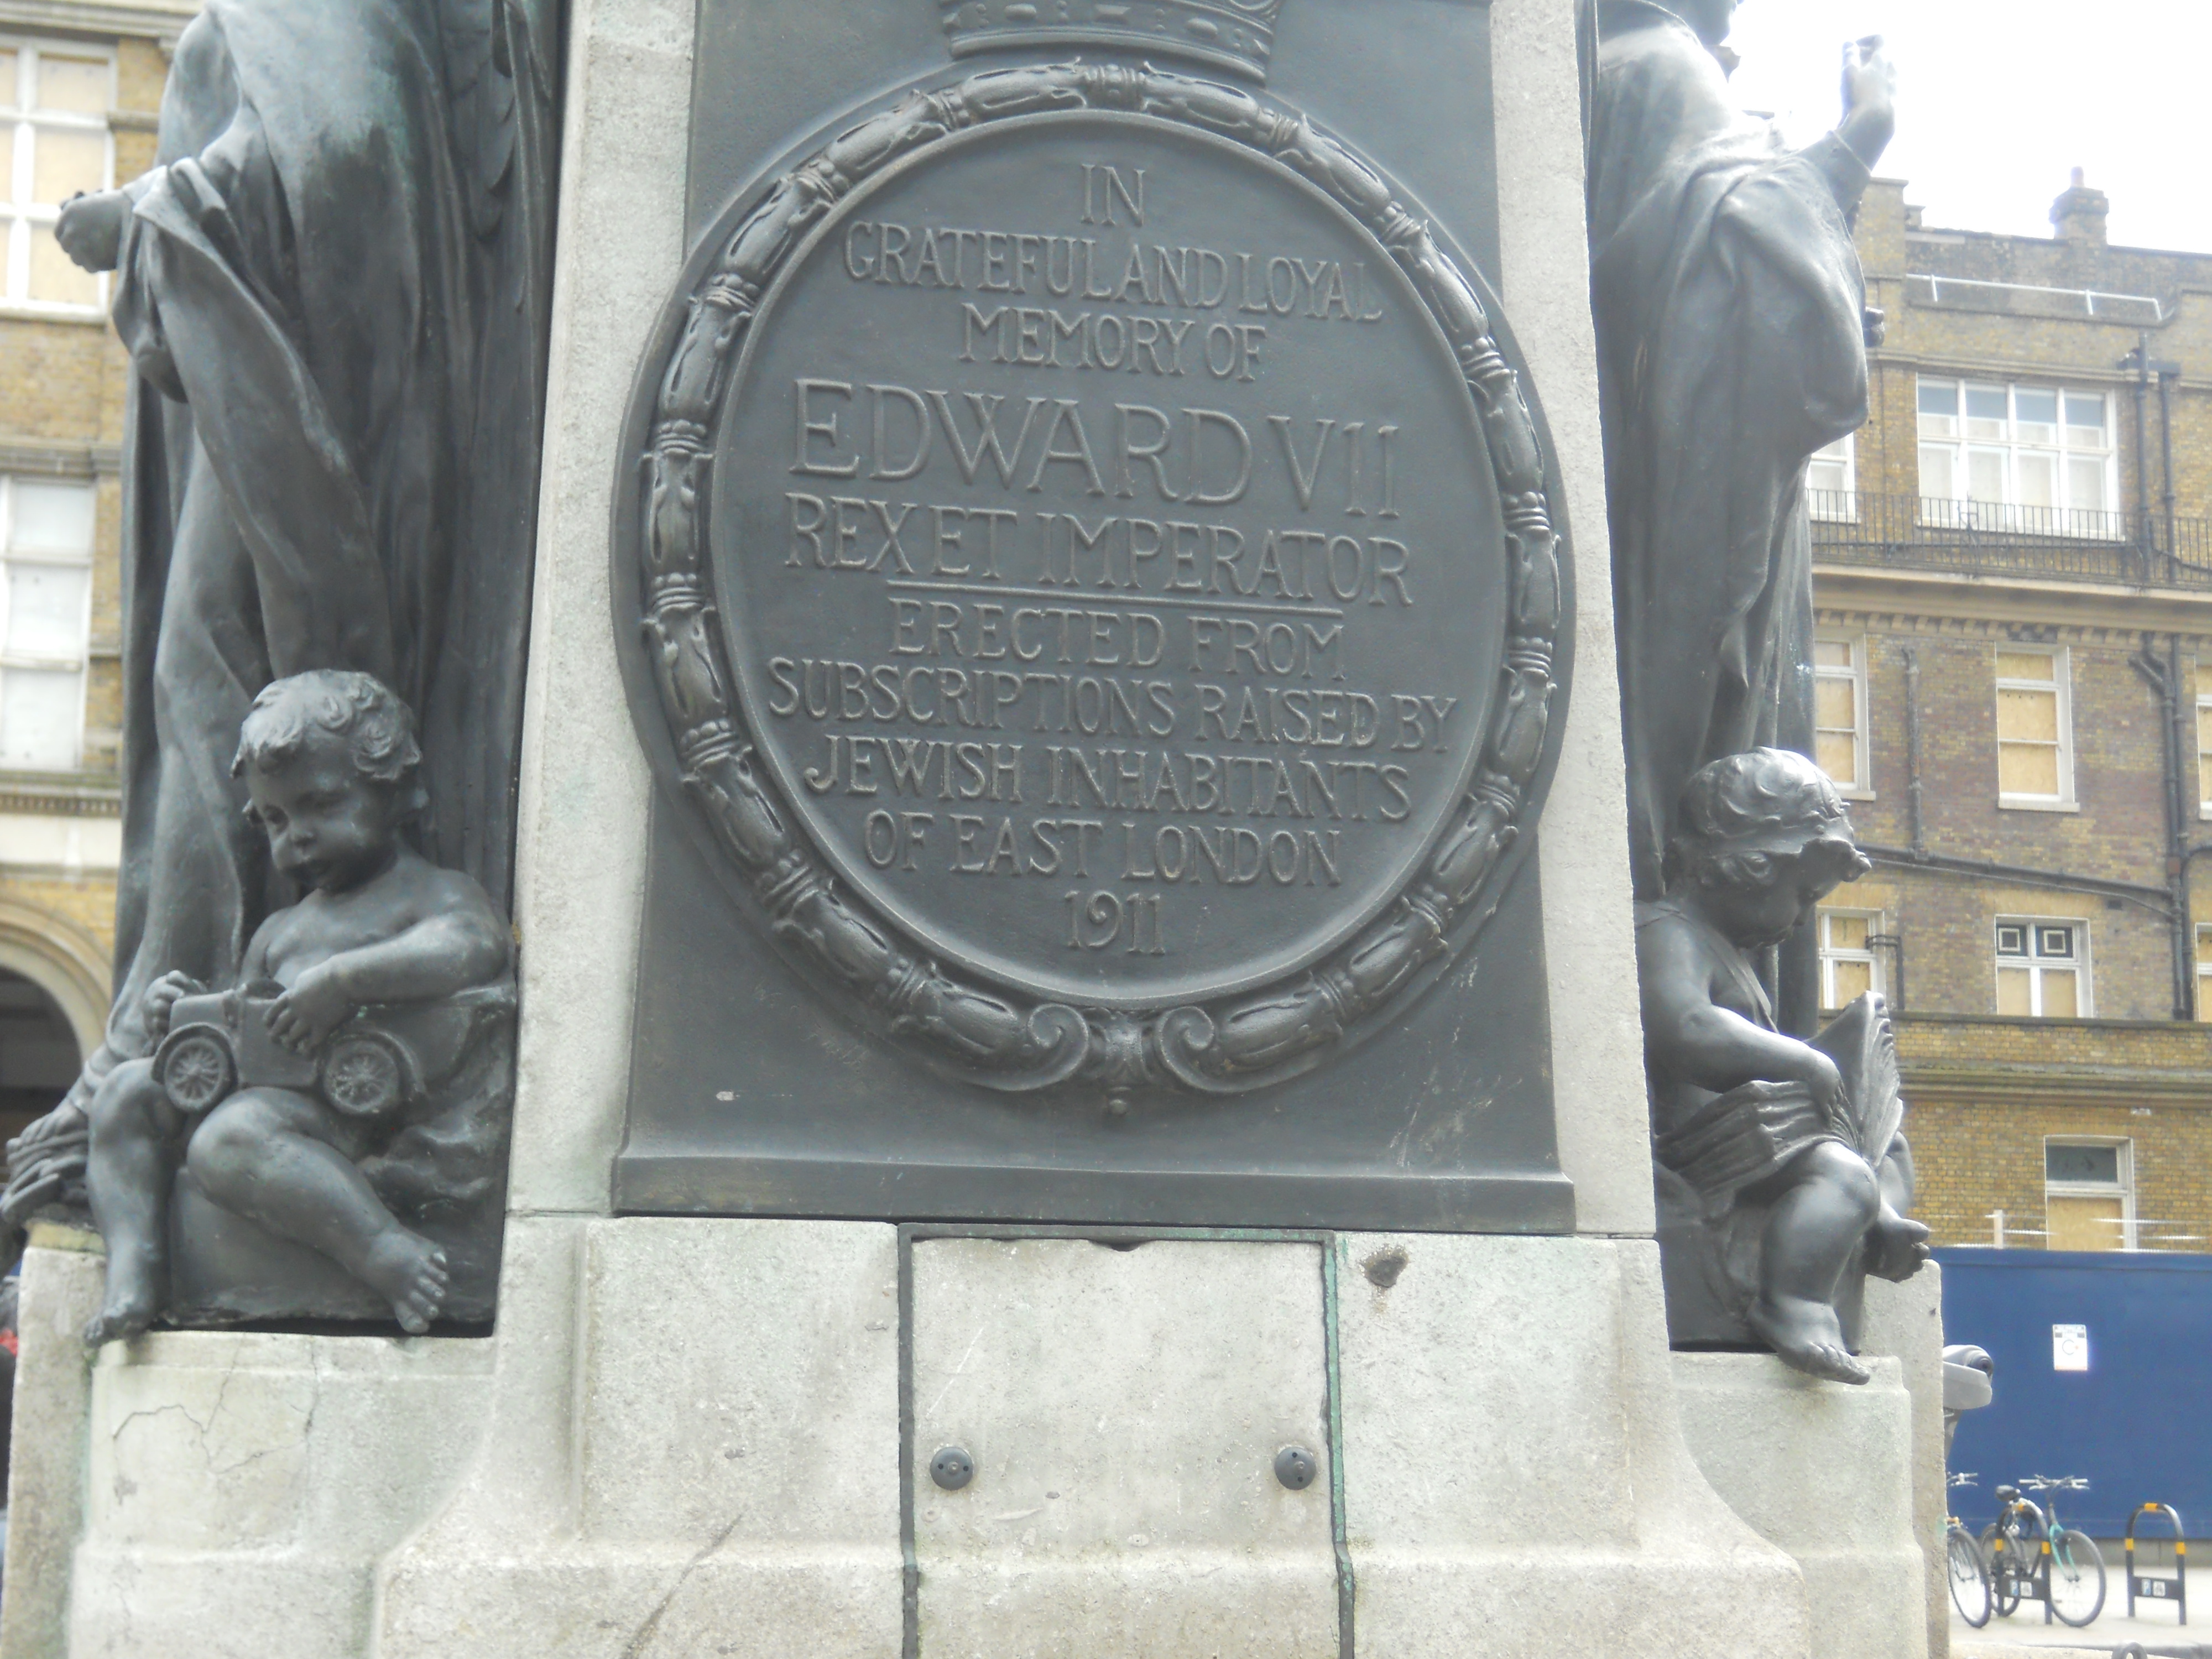 IN
GRATEFUL AND LOYAL
MEMORY OF
EDWARD VII
REX ET IMPERATOR
ERECTED FROM
SUBSCRIPTIONS RAISED BY
JEWISH INHABITANTS
OF EAST LONDON
1911